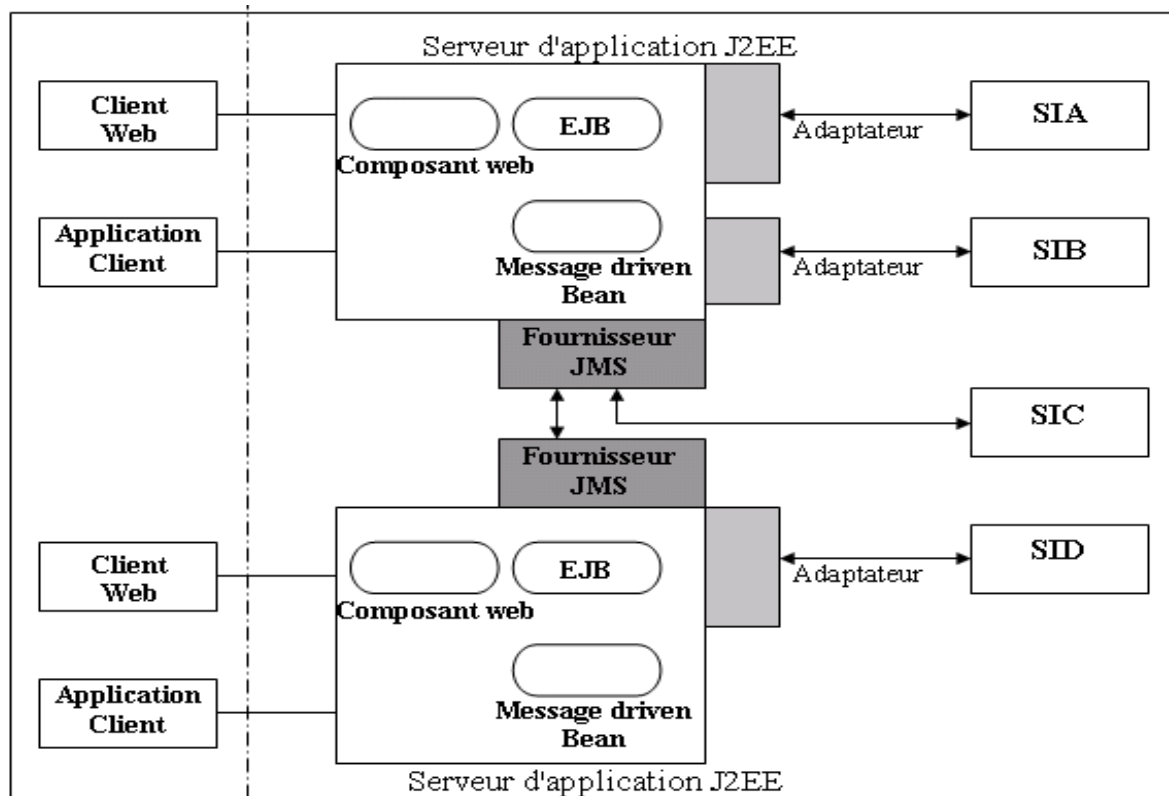 Serveur d'application J2EE
Client
Web
Composant web
EJB
Adaptateur
SIA
Application
Client
Message driven
Bean
Adaptateur
SIB
Fournisseur
JMS
SIC
Fournisseur
JMS
Client
Web
Composant web
EJB
Adaptateur
SID
Application
Client
Message driven
Bean
Serveur d'application J2EE